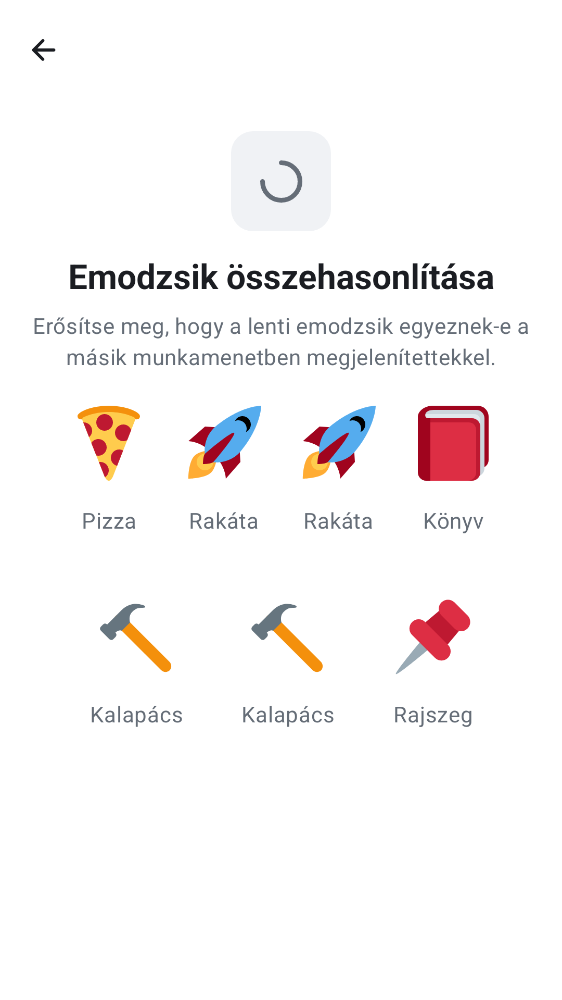 Emodzsik összehasonlítása
Erősítse meg, hogy a lenti emodzsik egyeznek-e a
másik munkamenetben megjelenítettekkel.
Pizza Rakáta Rakáta Könyv
Kalapács Kalapács Rajszeg